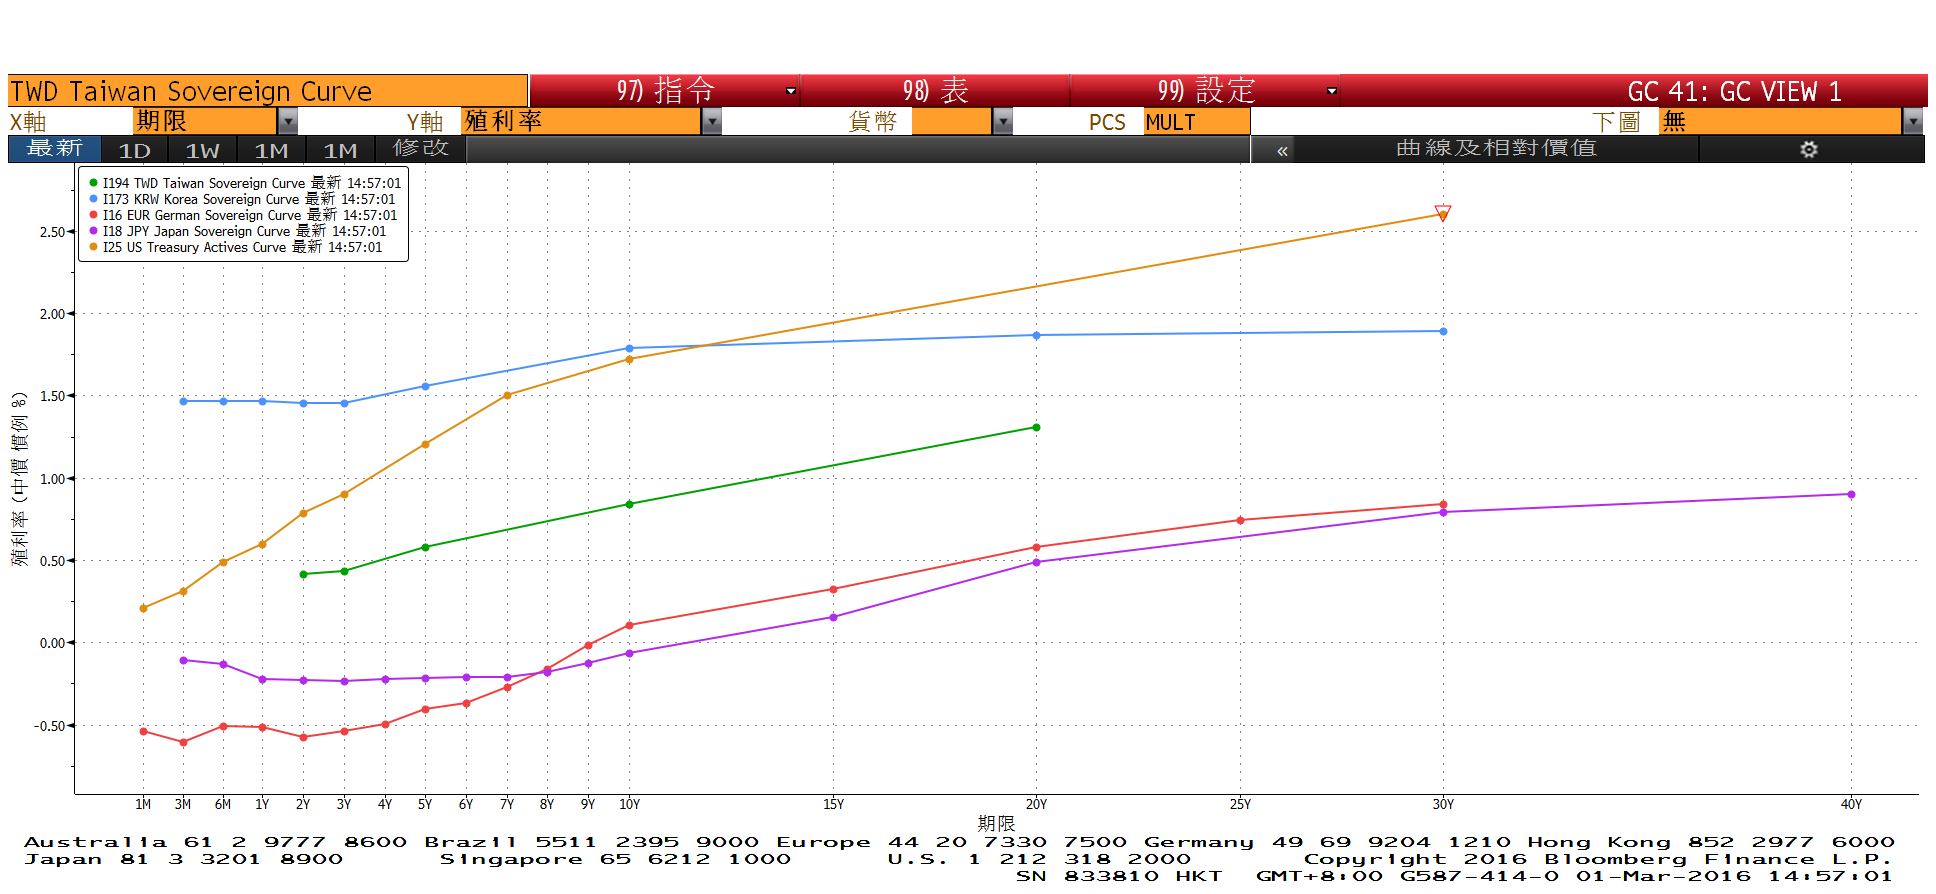 TWD Taiwan Sovereign Curve 97) 指令 98) 表 99) 設定 GC 41: GC VIEW 1
X軸 期限 Y軸 殖利率 貨幣 PCS MULT 下圖 無
最新 1D 1W 1M 1M 修改 « 曲線及相對價值
I194 TWD Taiwan Sovereign Curve 最新 14:57:01
I173 KRW Korea Sovereign Curve 最新 14:57:01
I16 EUR German Sovereign Curve 最新 14:57:01
I18 JPY Japan Sovereign Curve 最新 14:57:01
I25 US Treasury Actives Curve 最新 14:57:01
2.50
2.00
1.50
1.00
0.50
0.00
-0.50
殖利率 (中價 慣例 %)
1M 3M 6M 1Y 2Y 3Y 4Y 5Y 6Y 7Y 8Y 9Y 10Y 15Y 20Y 25Y 30Y 40Y
期限
Australia 61 2 9777 8600 Brazil 5511 2395 9000 Europe 44 20 7330 7500 Germany 49 69 9204 1210 Hong Kong 852 2977 6000
Japan 81 3 3201 8900 Singapore 65 6212 1000 U.S. 1 212 318 2000 Copyright 2016 Bloomberg Finance L.P.
SN 833810 HKT GMT+8:00 G587-414-0 01-Mar-2016 14:57:01